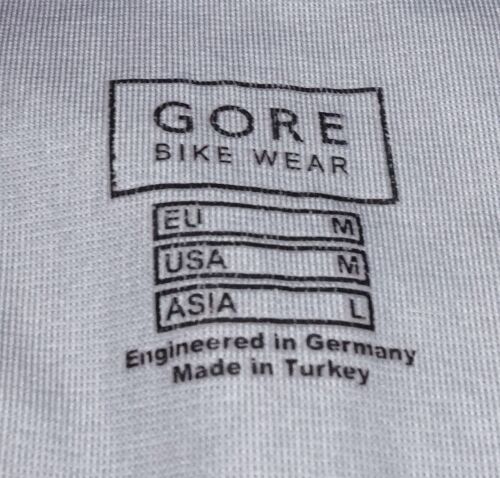 GORE
BIKE WEAR
EU M
USA M
ASIA L
Engineered in Germany
Made in Turkey